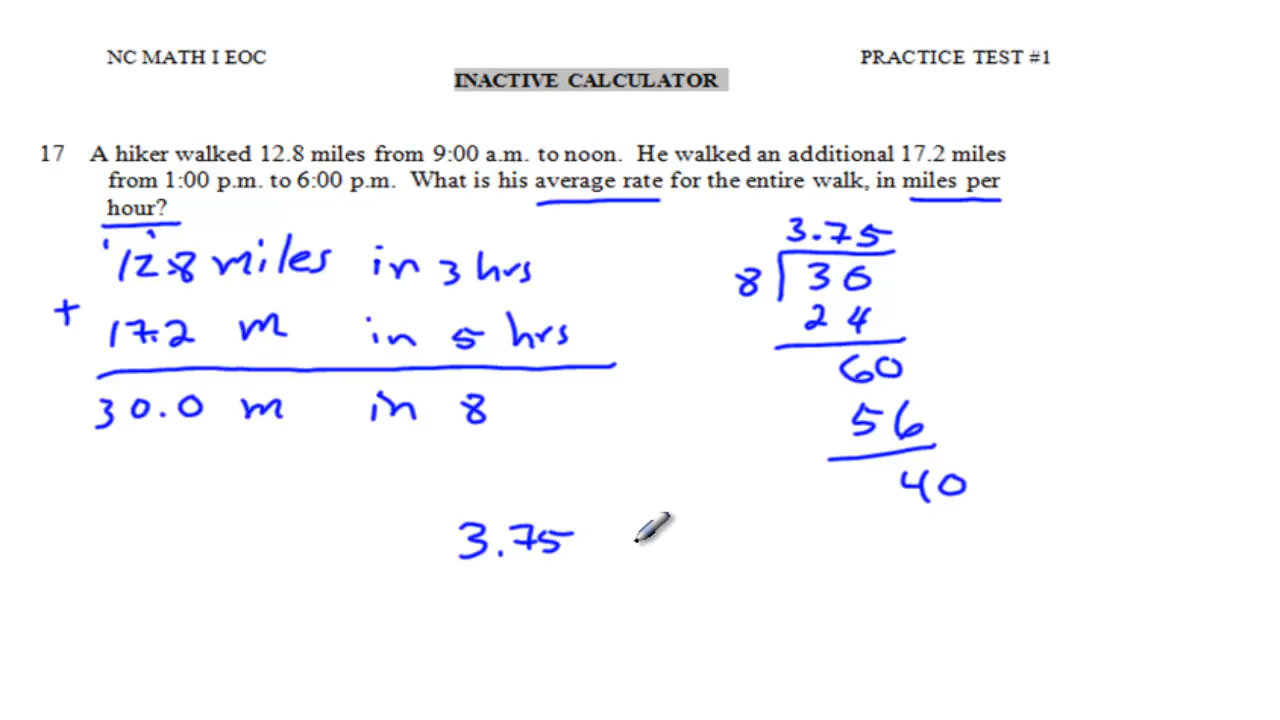 NC MATH I EOC PRACTICE TEST #1
INACTIVE CALCULATOR
17 A hiker walked 12.8 miles from 9:00 a.m. to noon. He walked an additional 17.2 miles
from 1:00 p.m. to 6:00 p.m. What is his average rate for the entire walk, in miles per
hour?
12.8 miles in 3 hrs
+ 17.2 m in 5 hrs
30.0 m in 8
3.75
8 30
24
60
56
40
3.75